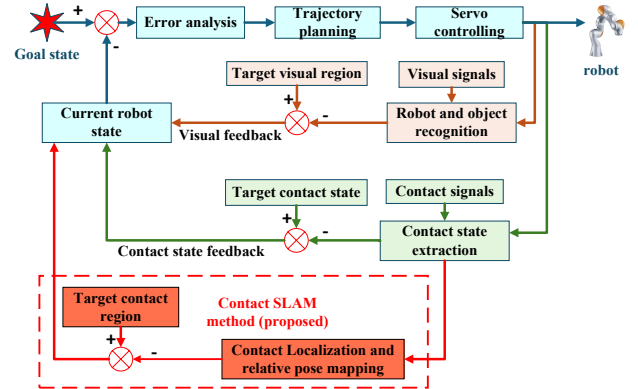 +
Error analysis
Trajectory
planning
Servo
controlling
-
Goal state
robot
Target visual region
Visual signals
+
Current robot
state
-
Robot and object
recognition
Visual feedback
Target contact state
Contact signals
+
-
Contact state
extraction
Contact state feedback
Target contact
region
Contact SLAM
method (proposed)
+
-
Contact Localization and
relative pose mapping